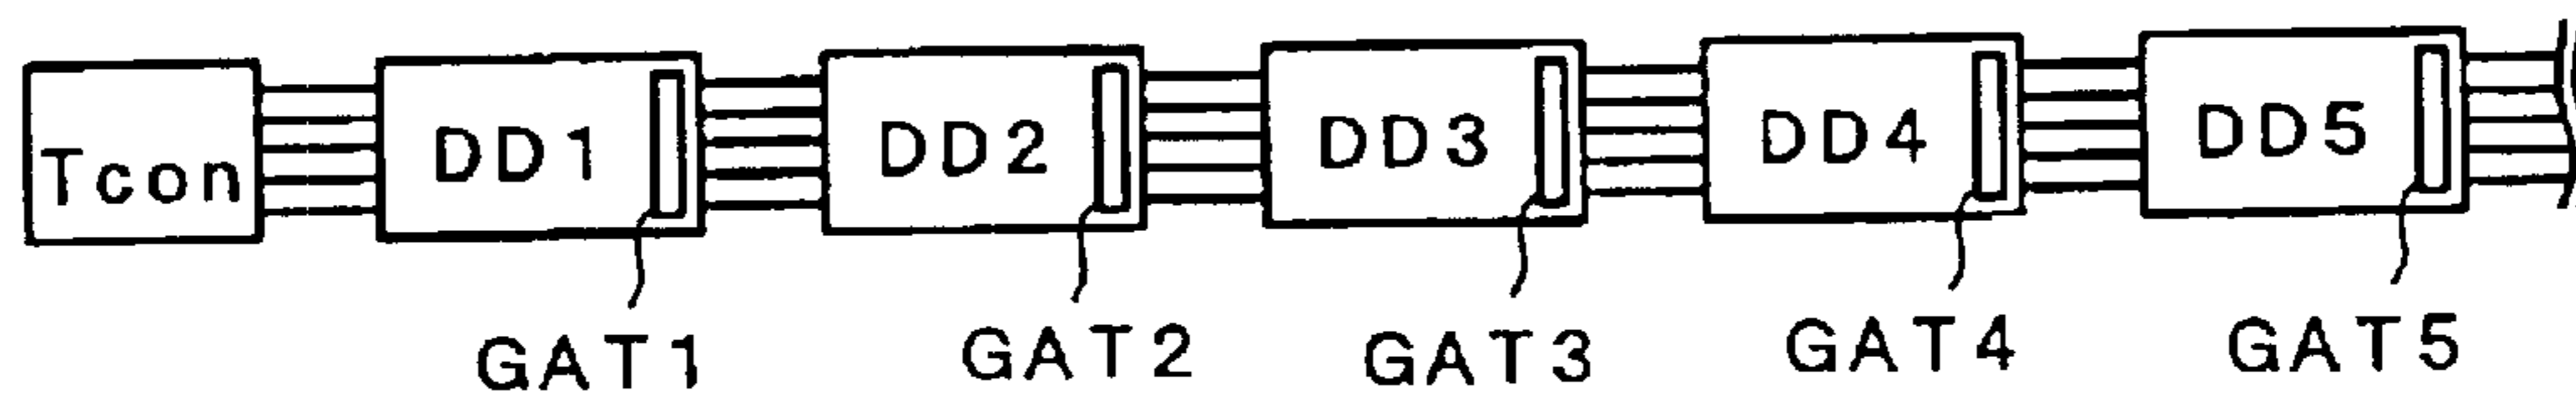 Tcon DD1 DD2 DD3 DD4 DD5
GAT1 GAT2 GAT3 GAT4 GAT5